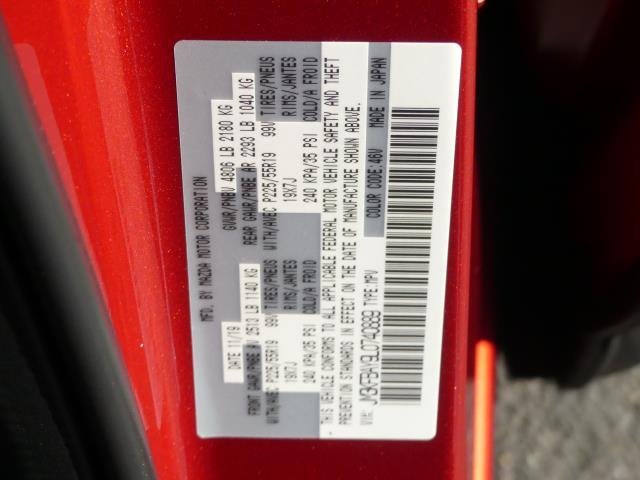 MFD. BY MAZDA MOTOR CORPORATION
DATE 11/19 GVWR/PNBV 4806 LB 2180 KG
FRONT GAWR/PNBE AV 2513 LB 1140 KG REAR GAWR/PNBE AR 2293 LB 1040 KG
WITH/AVEC P225/55R19 99V TIRES/PNEUS WITH/AVEC P225/55R19 99V TIRES/PNEUS
19X7J RIMS/JANTES 19X7J RIMS/JANTES
240 KPA/35 PSI COLD/A FROID 240 KPA/35 PSI COLD/A FROID
THIS VEHICLE CONFORMS TO ALL APPLICABLE FEDERAL MOTOR VEHICLE SAFETY AND THEFT
PREVENTION STANDARDS IN EFFECT ON THE DATE OF MANUFACTURE SHOWN ABOVE.
VIN: JM3KFBAY9L0740899 TYPE:MPV COLOR CODE:46V MADE IN JAPAN